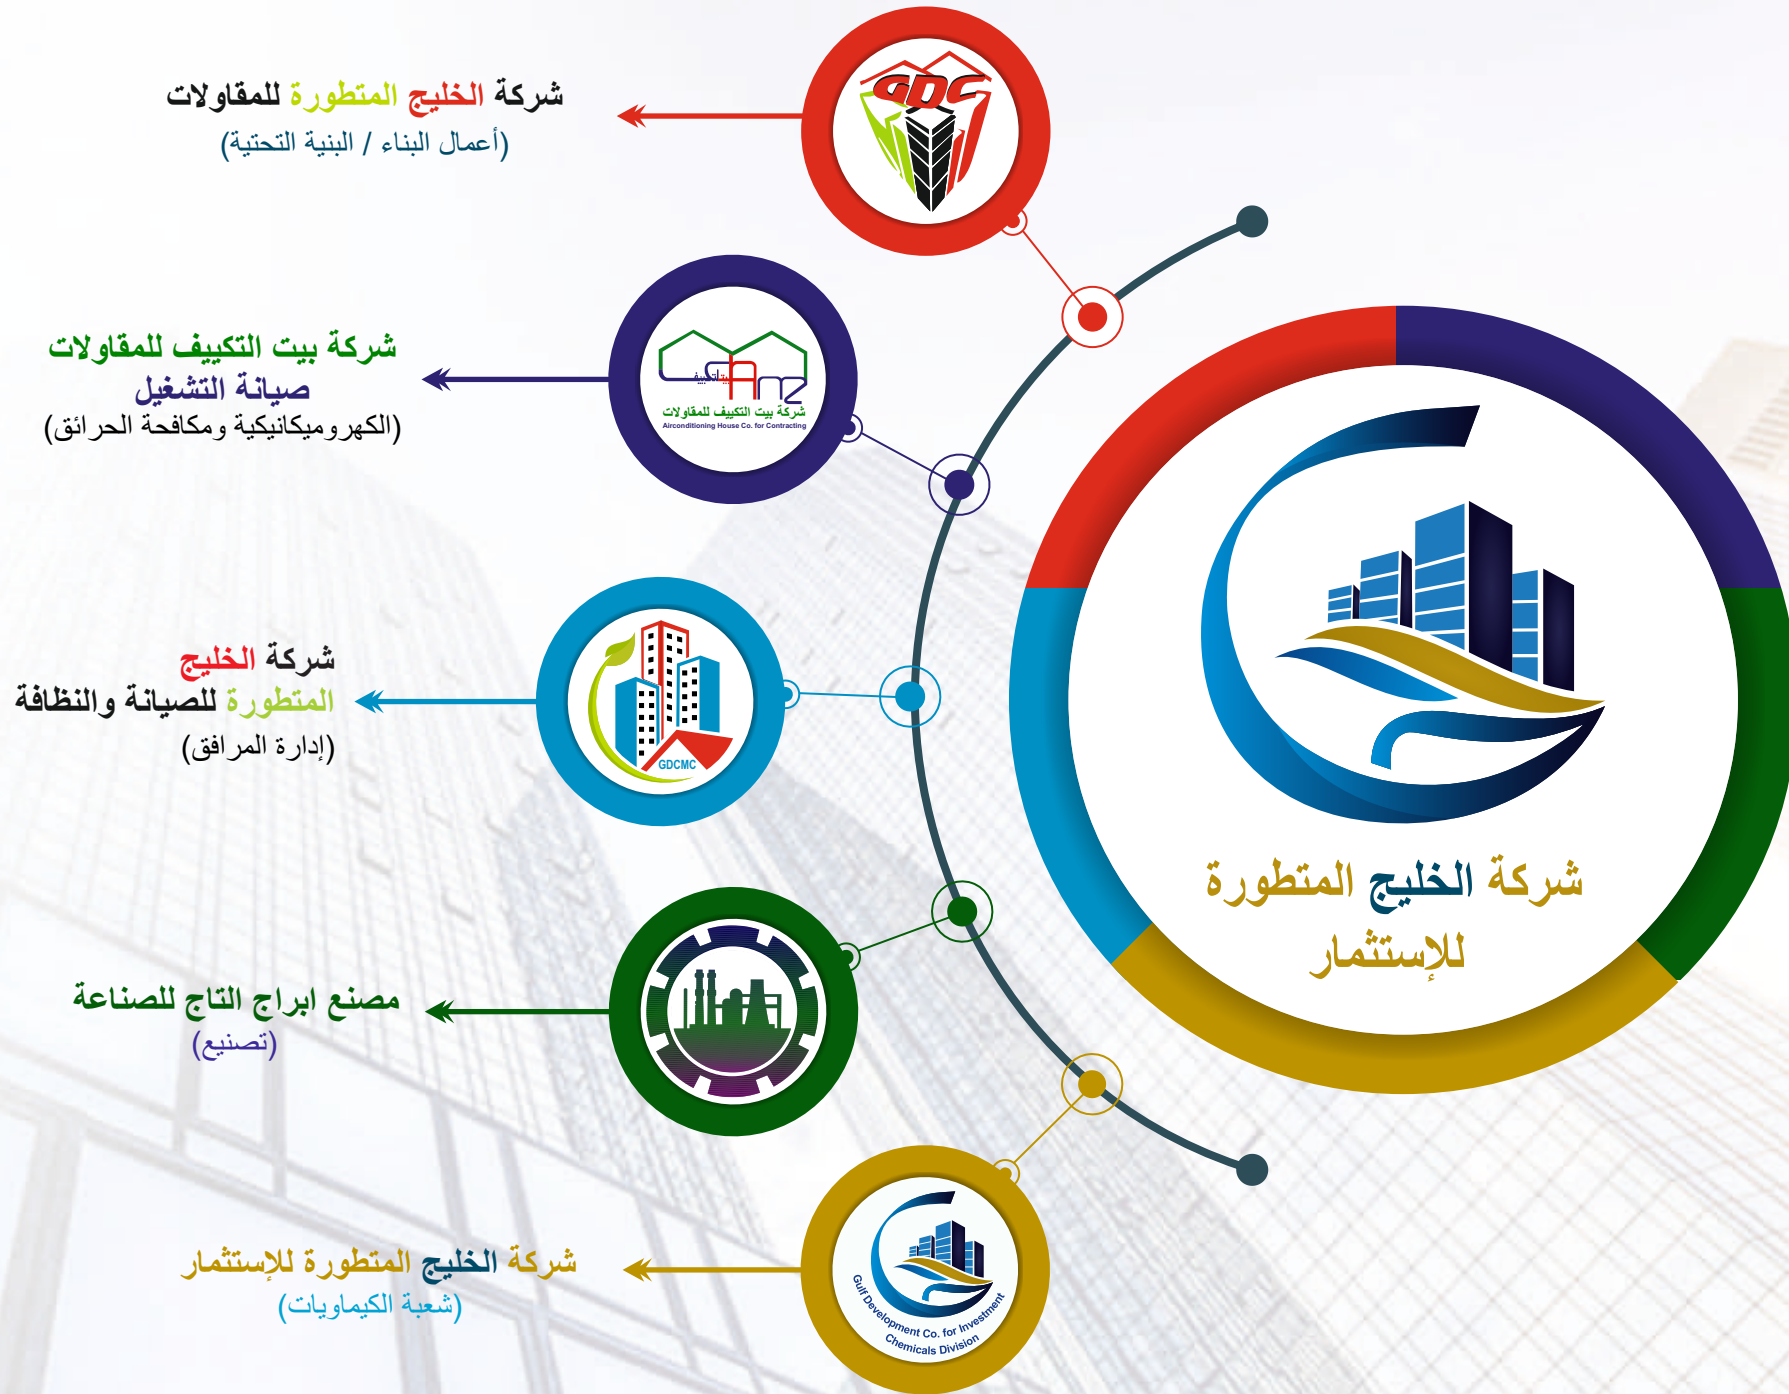 GDC
شركة الخليج المتطورة للمقاولات
(أعمال البناء / البنية التحتية)
بيت التكييف
شركة بيت التكييف للمقاولات
Airconditioning House Co. for Contracting
شركة بيت التكييف للمقاولات
صيانة التشغيل
(الكهروميكانيكية ومكافحة الحرائق)
GDCMC
شركة الخليج
المتطورة للصيانة والنظافة
(إدارة المرافق)
شركة الخليج المتطورة
للإستثمار
مصنع ابراج التاج للصناعة
(تصنيع)
شركة الخليج المتطورة للإستثمار
(شعبة الكيماويات)
Gulf Development Co. for Investment
Chemicals Division